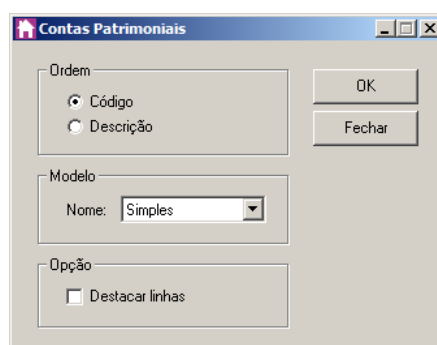 Contas Patrimoniais
Ordem
Código
Descrição
OK
Fechar
Modelo
Nome: Simples
Opção
Destacar linhas